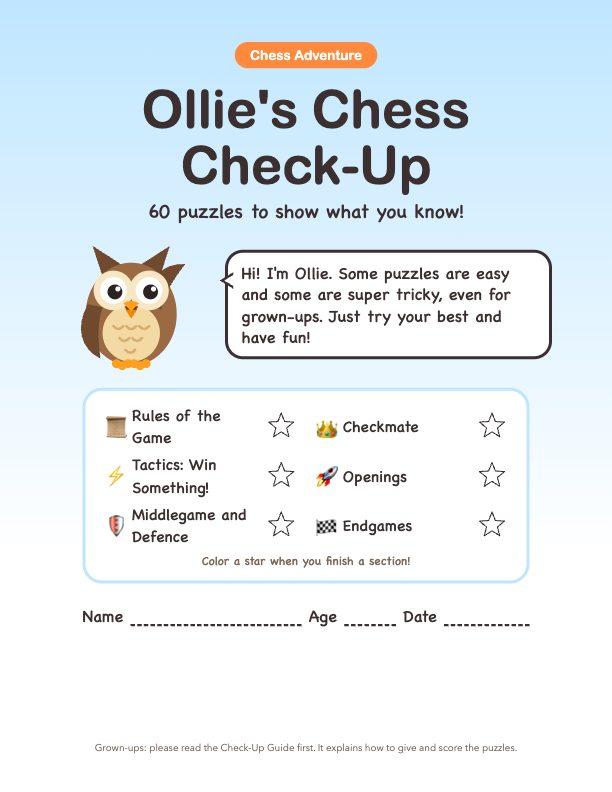 Chess Adventure
Ollie's Chess
Check-Up
60 puzzles to show what you know!
Hi! I'm Ollie. Some puzzles are easy
and some are super tricky, even for
grown-ups. Just try your best and
have fun!
Rules of the
Game
Checkmate
Tactics: Win
Something!
Openings
Middlegame and
Defence
Endgames
Color a star when you finish a section!
Name Age Date
Grown-ups: please read the Check-Up Guide first. It explains how to give and score the puzzles.